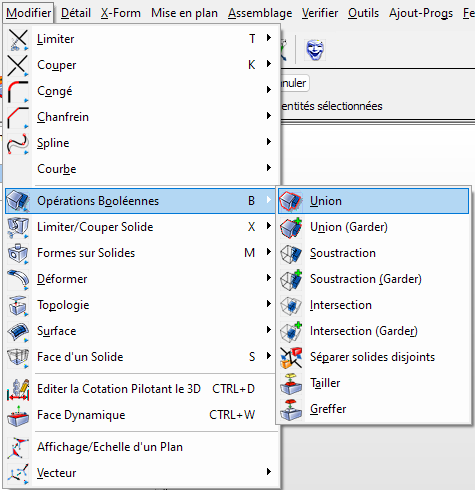 Modifier Détail X-Form Mise en plan Assemblage Verifier Outils Ajout-Progs
Limiter T
Couper K
Congé
Chanfrein
Spline
Courbe
Opérations Booléennes B
Limiter/Couper Solide X
Formes sur Solides M
Déformer
Topologie
Surface
Face d'un Solide S
Editer la Cotation Pilotant le 3D CTRL+D
Face Dynamique CTRL+W
Affichage/Echelle d'un Plan
Vecteur
entités sélectionnées
Union
Union (Garder)
Soustraction
Soustraction (Garder)
Intersection
Intersection (Garder)
Séparer solides disjoints
Tailler
Greffer